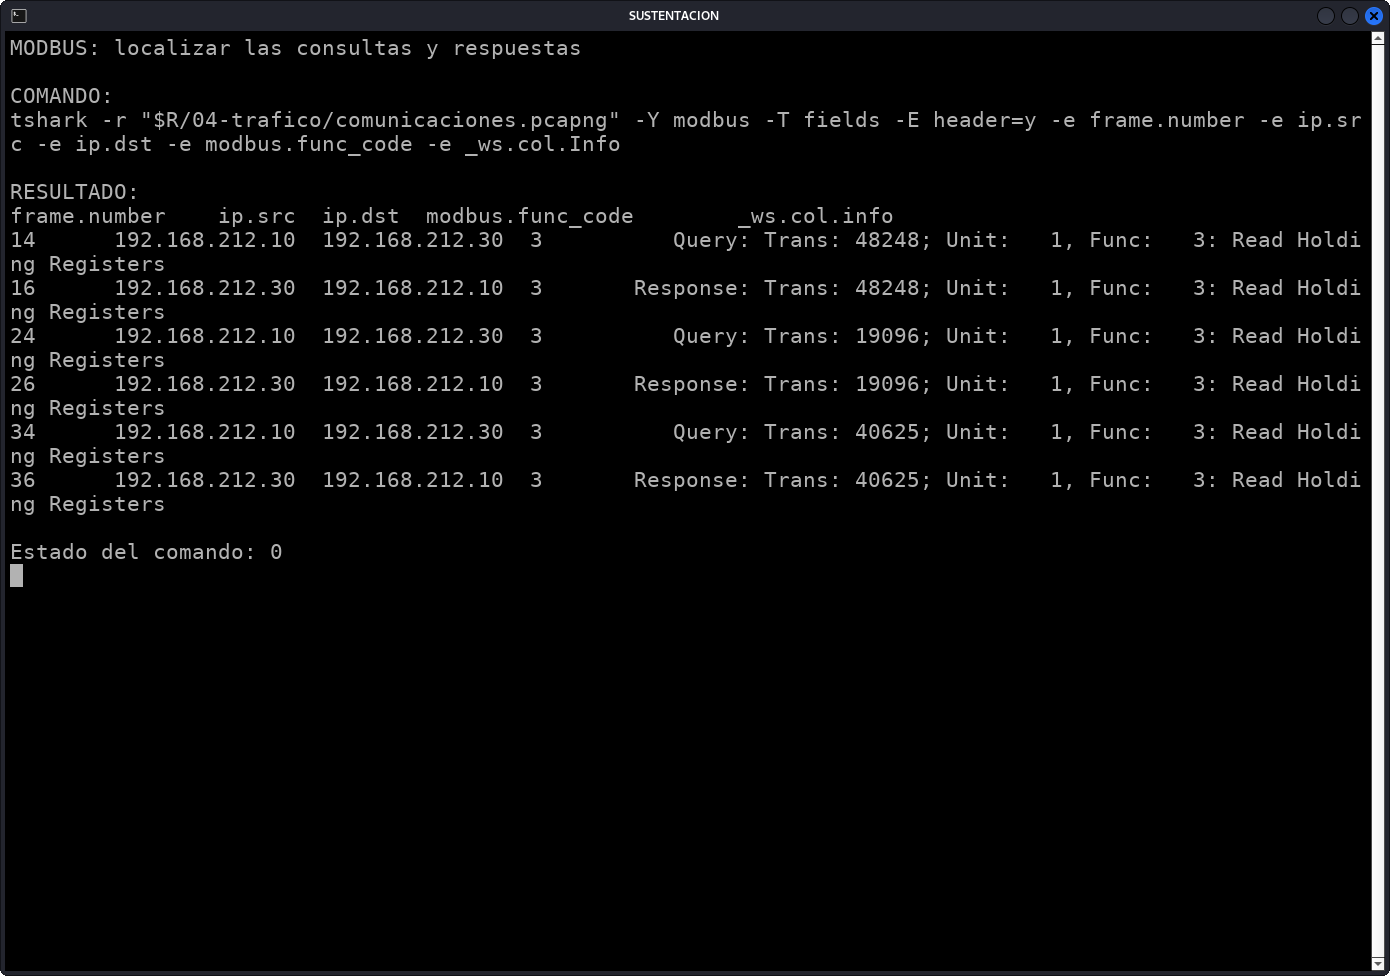 SUSTENTACION
MODBUS: localizar las consultas y respuestas
COMANDO:
tshark -r "$R/04-trafico/comunicaciones.pcapng" -Y modbus -T fields -E header=y -e frame.number -e ip.sr
c -e ip.dst -e modbus.func_code -e _ws.col.Info
RESULTADO:
frame.number    ip.src  ip.dst  modbus.func_code        _ws.col.info
14      192.168.212.10  192.168.212.30  3          Query: Trans: 48248; Unit:   1, Func:   3: Read Holdi
ng Registers
16      192.168.212.30  192.168.212.10  3       Response: Trans: 48248; Unit:   1, Func:   3: Read Holdi
ng Registers
24      192.168.212.10  192.168.212.30  3          Query: Trans: 19096; Unit:   1, Func:   3: Read Holdi
ng Registers
26      192.168.212.30  192.168.212.10  3       Response: Trans: 19096; Unit:   1, Func:   3: Read Holdi
ng Registers
34      192.168.212.10  192.168.212.30  3          Query: Trans: 40625; Unit:   1, Func:   3: Read Holdi
ng Registers
36      192.168.212.30  192.168.212.10  3       Response: Trans: 40625; Unit:   1, Func:   3: Read Holdi
ng Registers
Estado del comando: 0